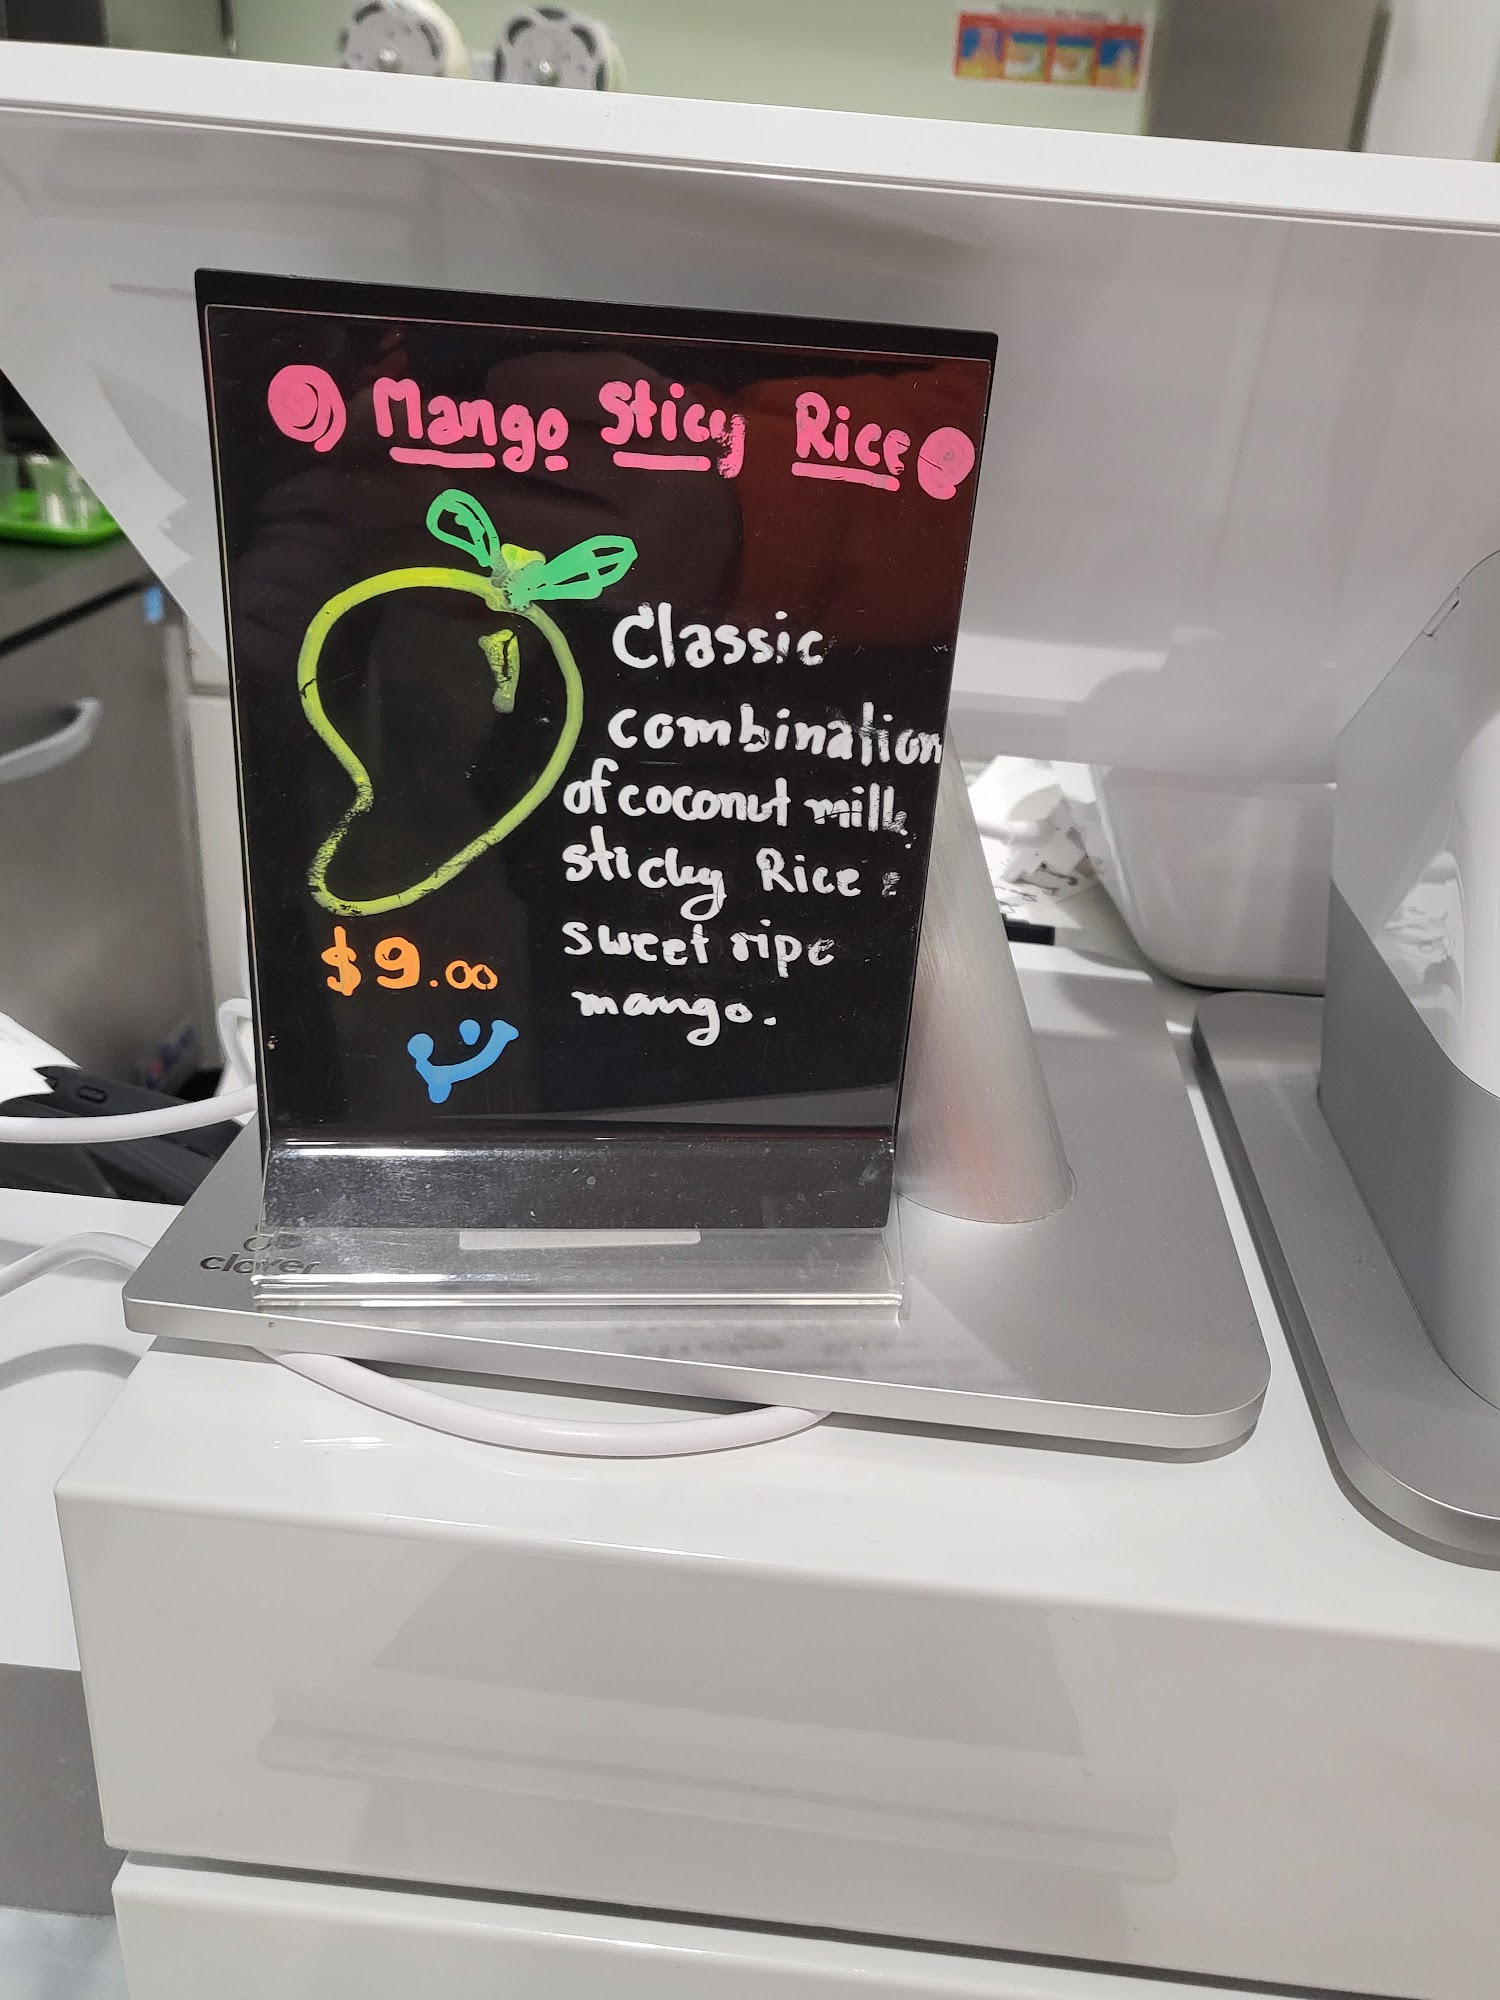 Mango Sticy Rice
Classic
combination
of coconut milk
sticky Rice &
sweet ripe
mango.
$9.00
clover